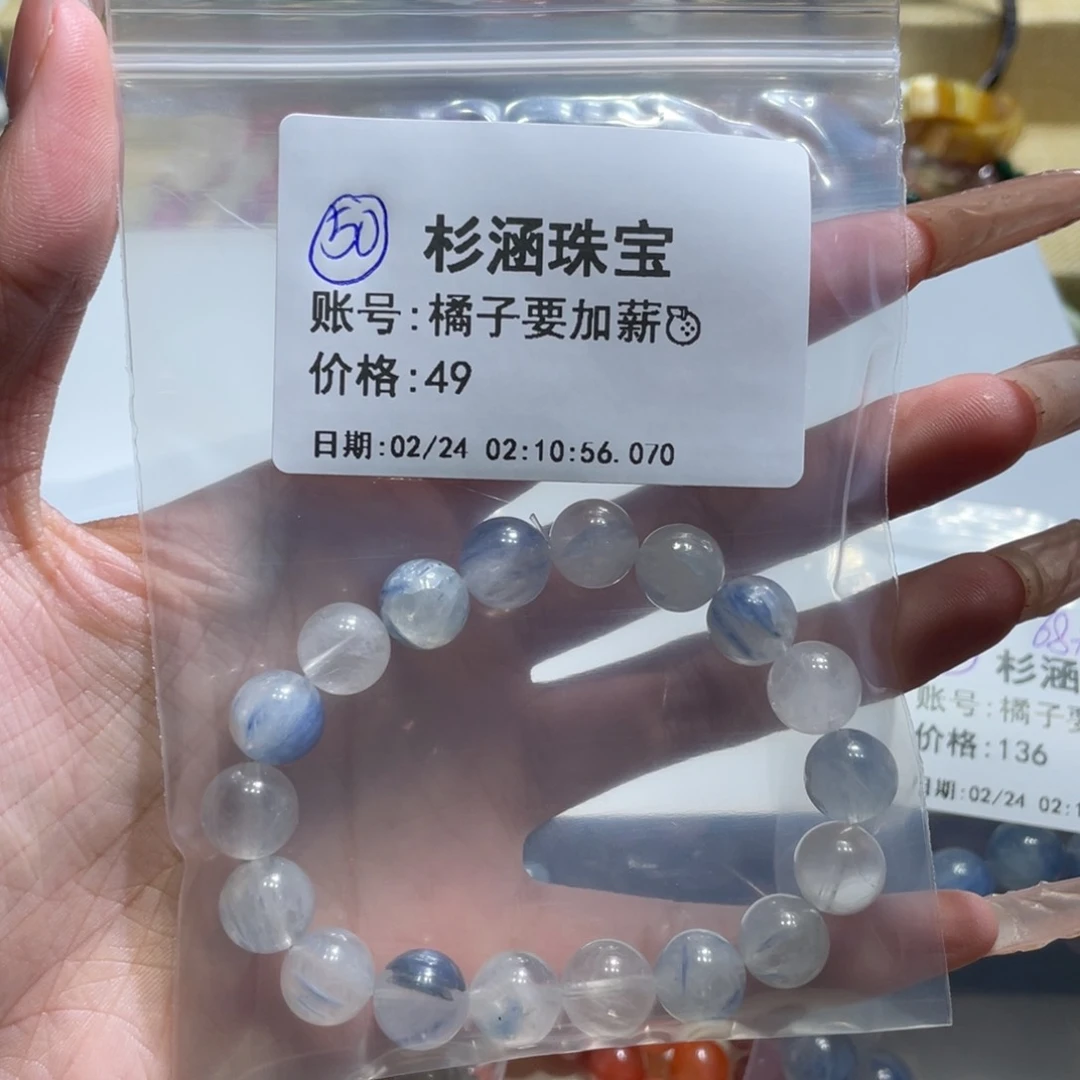 50 杉涵珠宝
账号:橘子要加薪🍊
价格:49
日期:02/24 02:10:56.070
杉涵
账号:橘子要
价格:136
日期:02/24 02:1